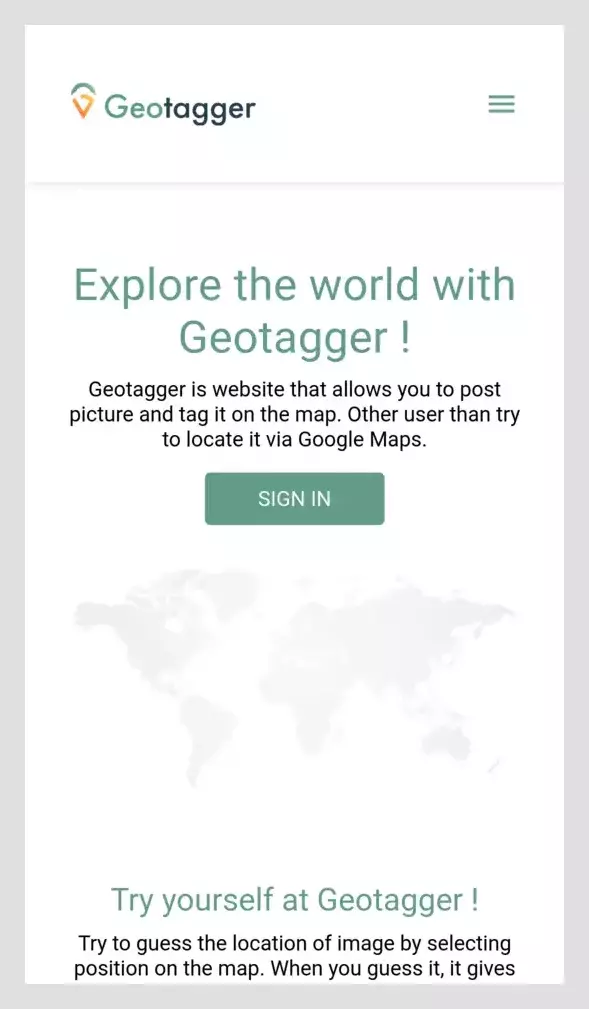 Geotagger
Explore the world with
Geotagger !
Geotagger is website that allows you to post
picture and tag it on the map. Other user than try
to locate it via Google Maps.
SIGN IN
Try yourself at Geotagger !
Try to guess the location of image by selecting
position on the map. When you guess it, it gives